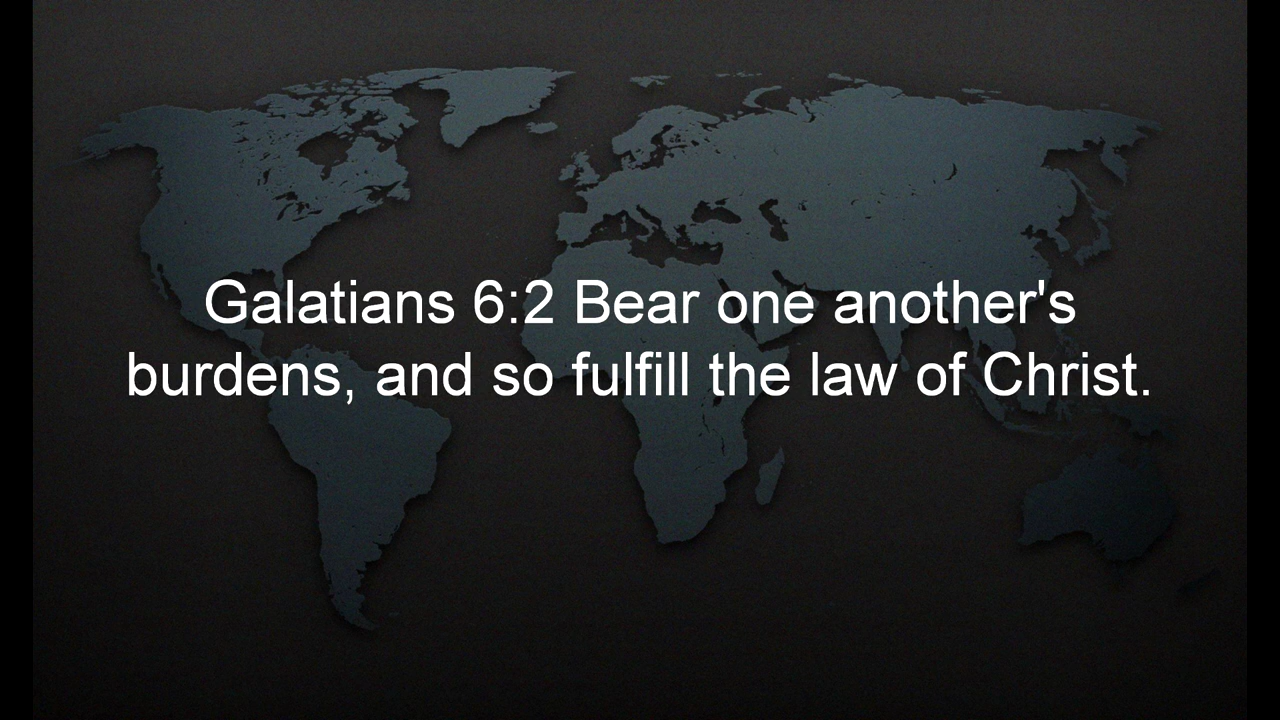 Galatians 6:2 Bear one another's
burdens, and so fulfill the law of Christ.